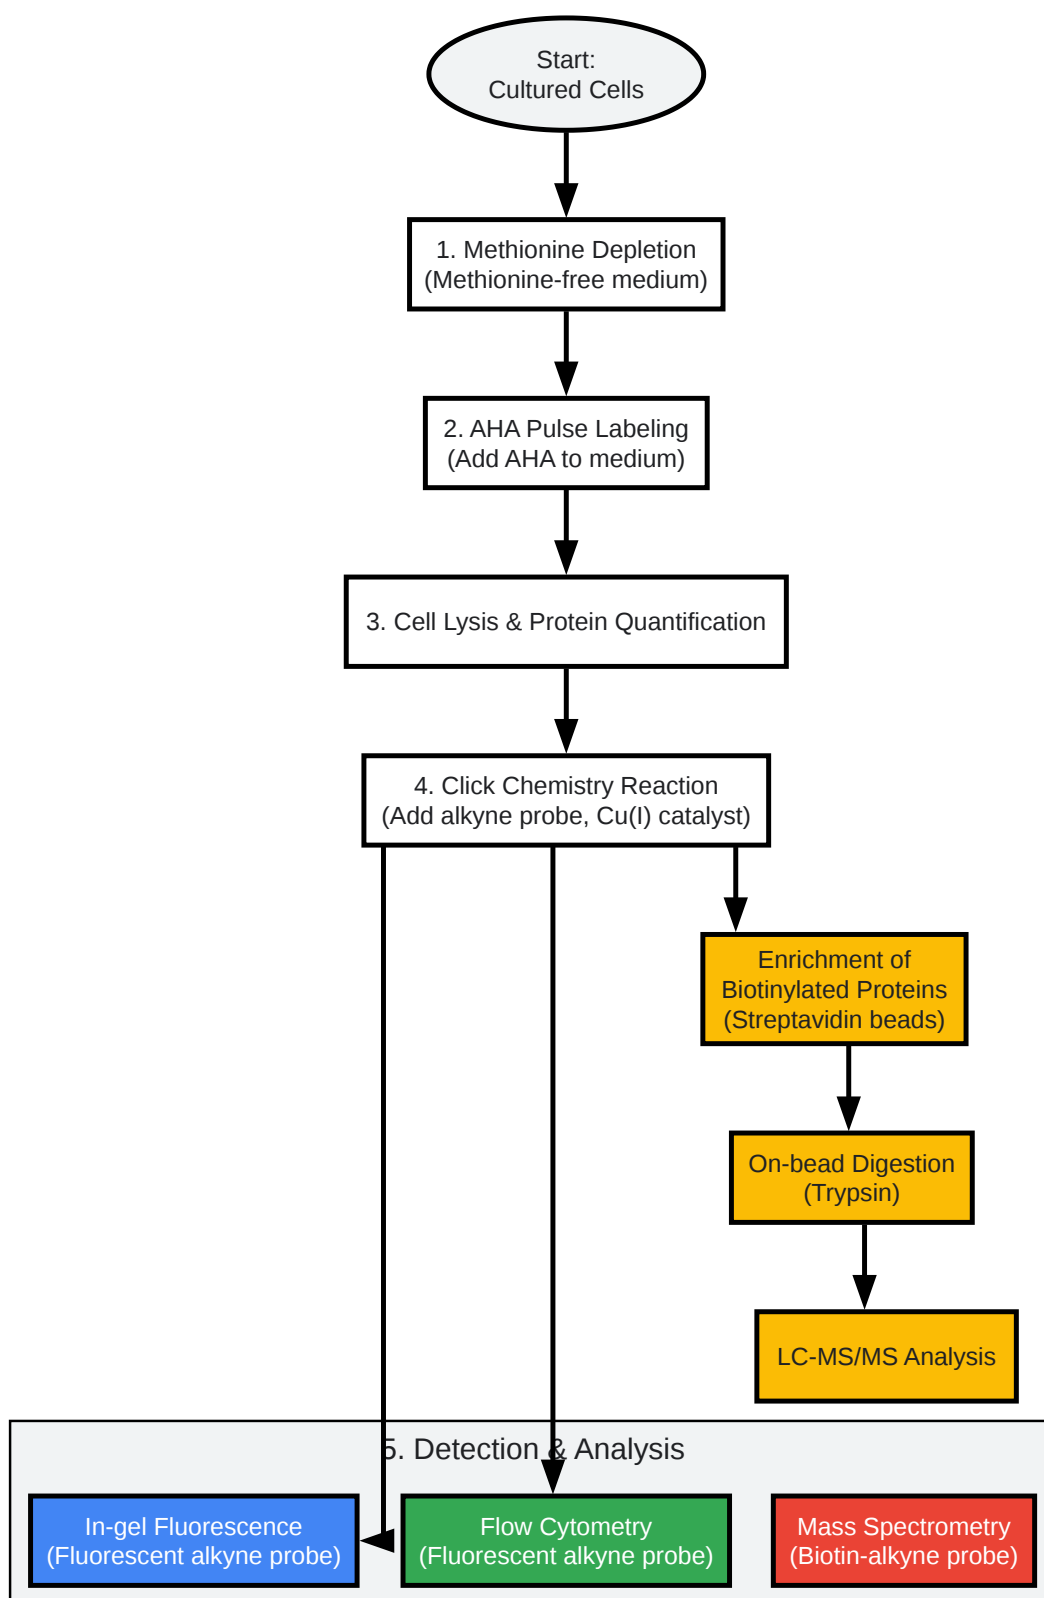 Start:
Cultured Cells
1. Methionine Depletion
(Methionine-free medium)
2. AHA Pulse Labeling
(Add AHA to medium)
3. Cell Lysis & Protein Quantification
4. Click Chemistry Reaction
(Add alkyne probe, Cu(I) catalyst)
Enrichment of
Biotinylated Proteins
(Streptavidin beads)
On-bead Digestion
(Trypsin)
LC-MS/MS Analysis
5. Detection & Analysis
In-gel Fluorescence
(Fluorescent alkyne probe)
Flow Cytometry
(Fluorescent alkyne probe)
Mass Spectrometry
(Biotin-alkyne probe)